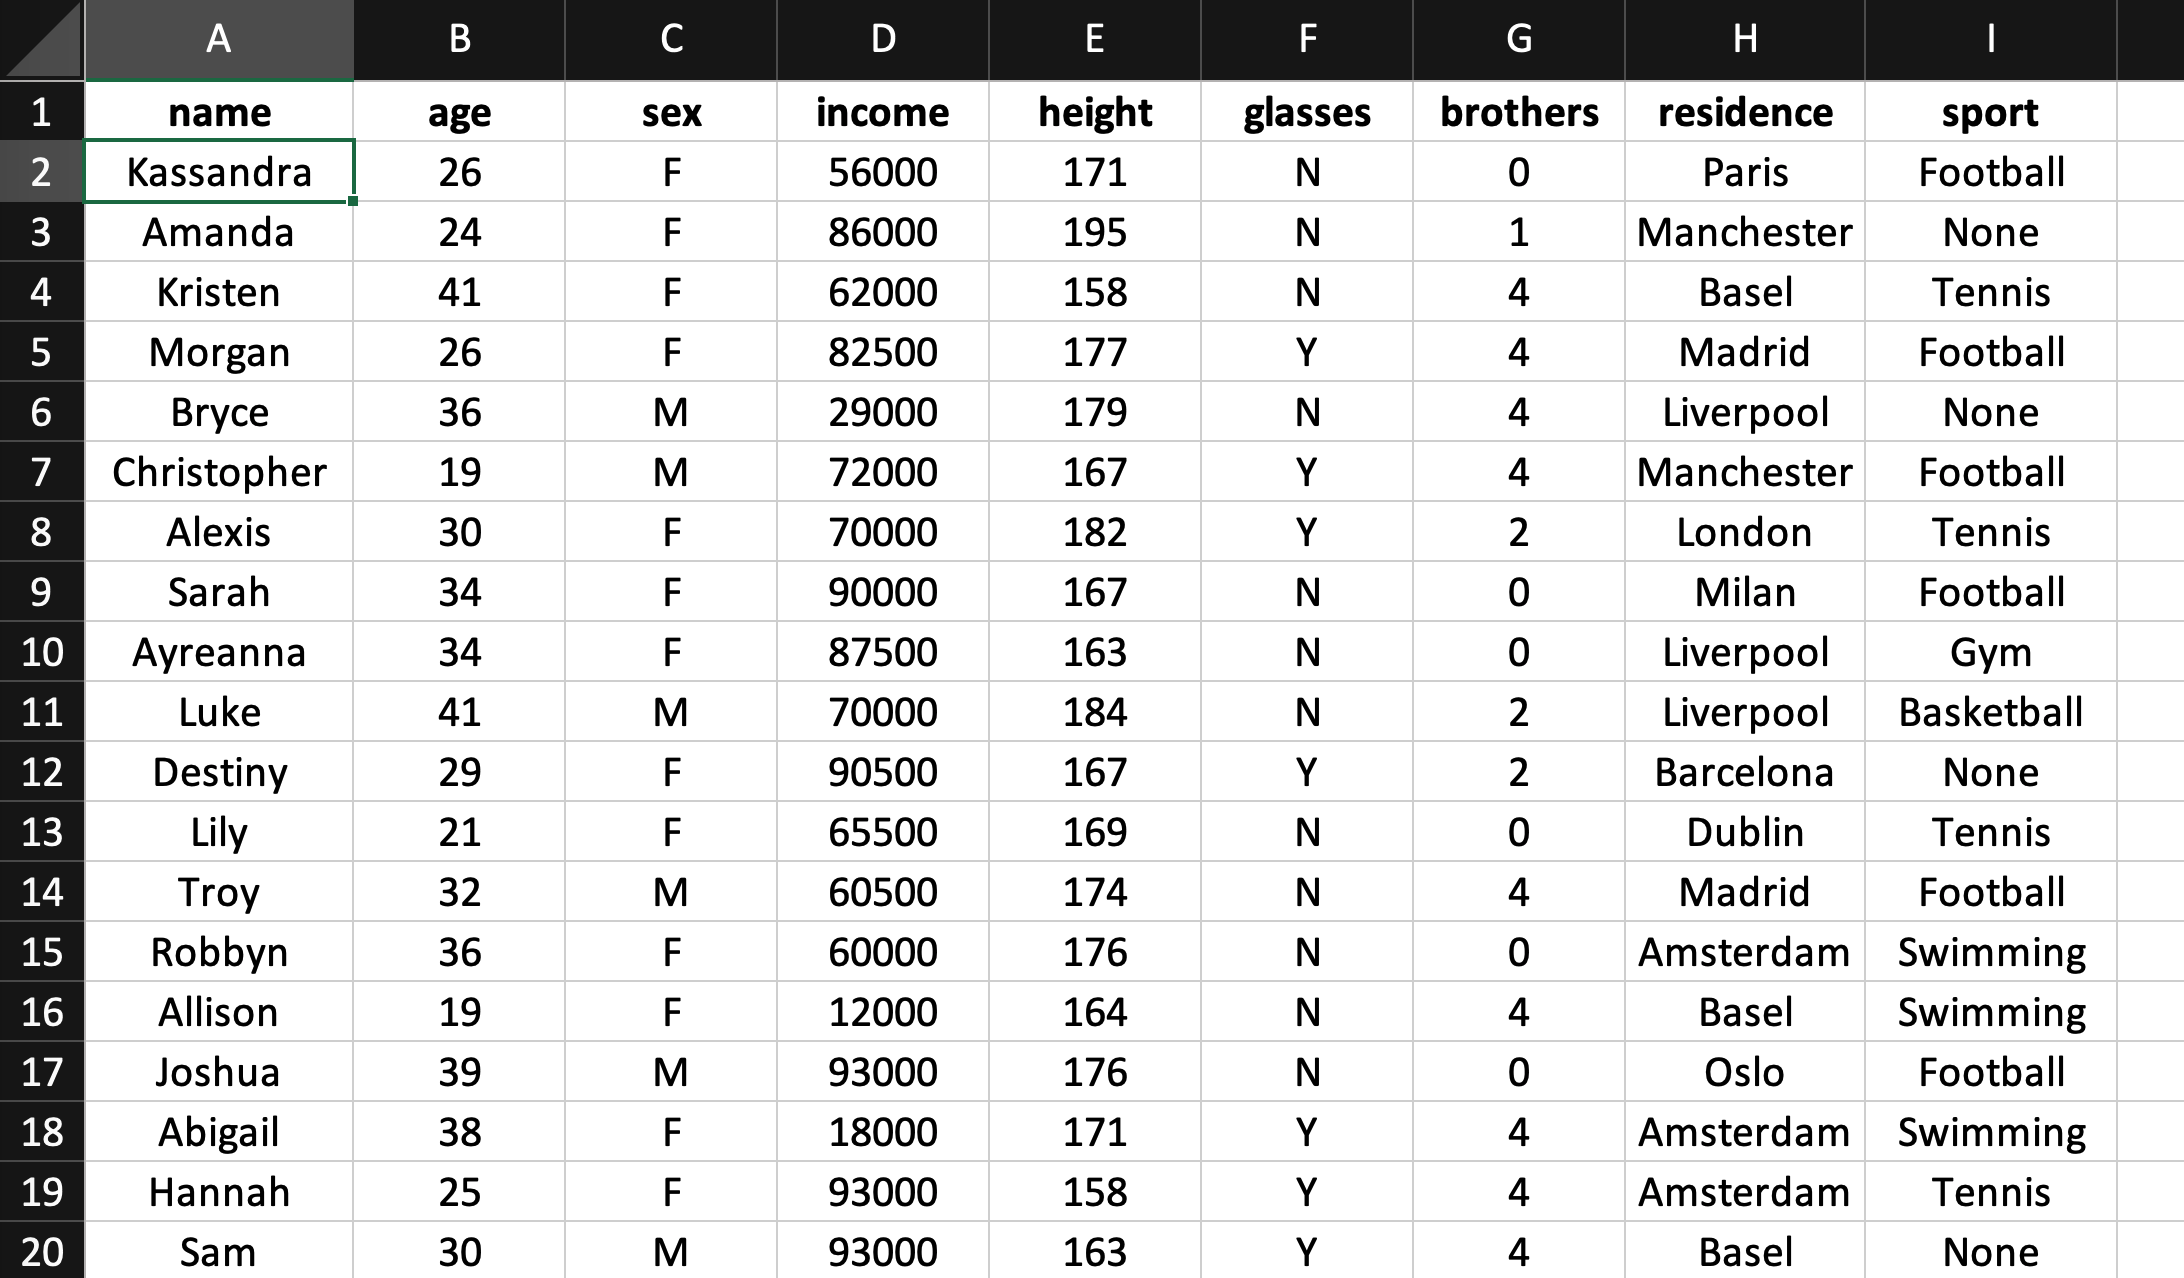 A B C D E F G H I
1 name age sex income height glasses brothers residence sport
2 Kassandra 26 F 56000 171 N 0 Paris Football
3 Amanda 24 F 86000 195 N 1 Manchester None
4 Kristen 41 F 62000 158 N 4 Basel Tennis
5 Morgan 26 F 82500 177 Y 4 Madrid Football
6 Bryce 36 M 29000 179 N 4 Liverpool None
7 Christopher 19 M 72000 167 Y 4 Manchester Football
8 Alexis 30 F 70000 182 Y 2 London Tennis
9 Sarah 34 F 90000 167 N 0 Milan Football
10 Ayreanna 34 F 87500 163 N 0 Liverpool Gym
11 Luke 41 M 70000 184 N 2 Liverpool Basketball
12 Destiny 29 F 90500 167 Y 2 Barcelona None
13 Lily 21 F 65500 169 N 0 Dublin Tennis
14 Troy 32 M 60500 174 N 4 Madrid Football
15 Robbyn 36 F 60000 176 N 0 Amsterdam Swimming
16 Allison 19 F 12000 164 N 4 Basel Swimming
17 Joshua 39 M 93000 176 N 0 Oslo Football
18 Abigail 38 F 18000 171 Y 4 Amsterdam Swimming
19 Hannah 25 F 93000 158 Y 4 Amsterdam Tennis
20 Sam 30 M 93000 163 Y 4 Basel None